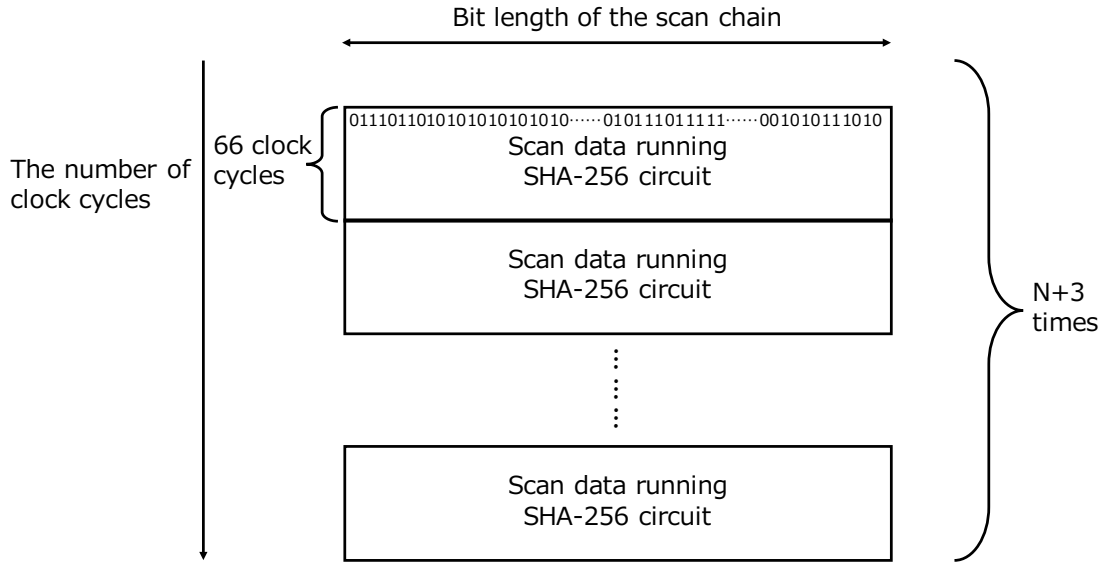 Bit length of the scan chain
The number of
clock cycles
66 clock
cycles
011101101010101010101010······010111011111······001010111010
Scan data running
SHA-256 circuit
Scan data running
SHA-256 circuit
Scan data running
SHA-256 circuit
N+3
times